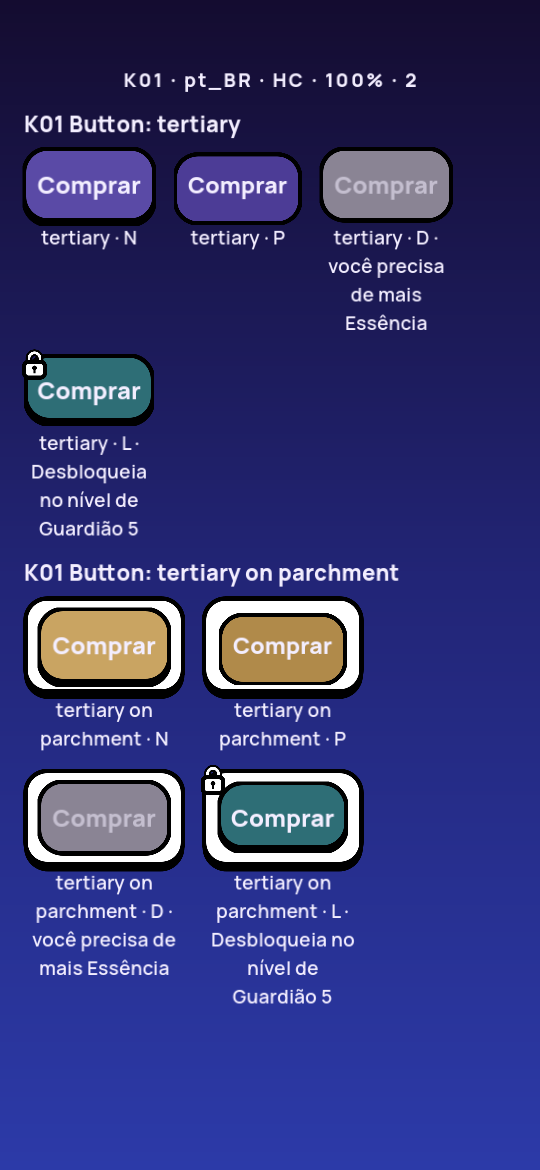 K01 · pt_BR · HC · 100% · 2
K01 Button: tertiary
Comprar Comprar Comprar
tertiary · N tertiary · P tertiary · D ·
você precisa
de mais
Essência
Comprar
tertiary · L ·
Desbloqueia
no nível de
Guardião 5
K01 Button: tertiary on parchment
Comprar Comprar
tertiary on tertiary on
parchment · N parchment · P
Comprar Comprar
tertiary on tertiary on
parchment · D · parchment · L ·
você precisa de Desbloqueia no
mais Essência nível de
Guardião 5